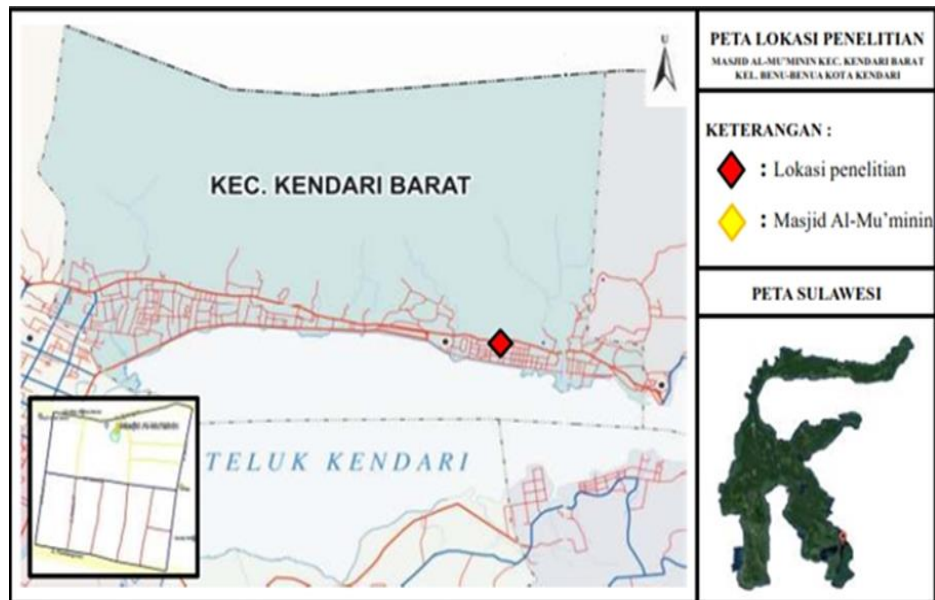 U
KEC. KENDARI BARAT
TELUK KENDARI
PETA LOKASI PENELITIAN
MASJID AL-MU'MININ KEC. KENDARI BARAT
KEL. BENU-BENUA KOTA KENDARI
KETERANGAN :
: Lokasi penelitian
: Masjid Al-Mu'minin
PETA SULAWESI